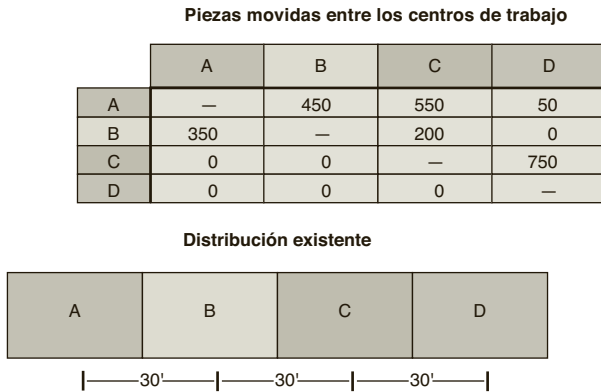 Piezas movidas entre los centros de trabajo
A B C D
A — 450 550 50
B 350 — 200 0
C 0 0 — 750
D 0 0 0 —
Distribución existente
A B C D
30' 30' 30'